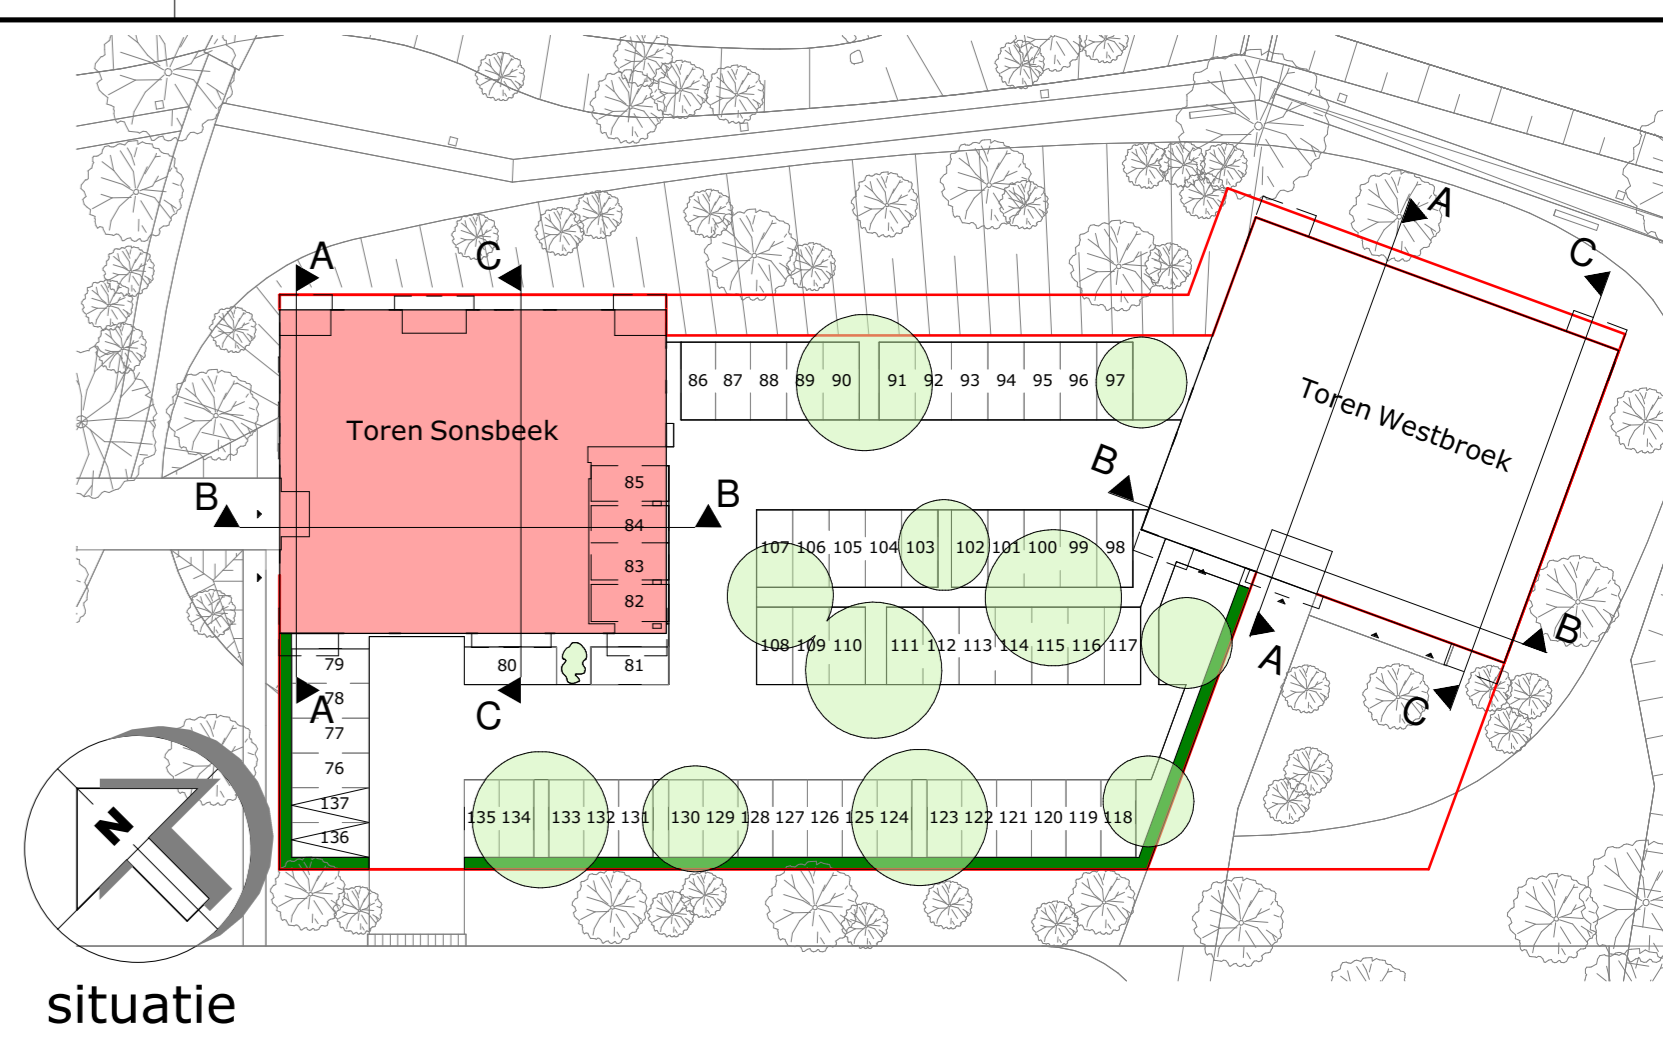 A
A
C
C
Toren Sonsbeek
Toren Westbroek
86 87 88 89 90 91 92 93 94 95 96 97
B
B
B
85
84
83
82
107 106 105 104 103 102 101 100 99 98
108 109 110 111 112 113 114 115 116 117
B
A
C
79
80
81
78
A
C
77
76
137
136
135 134 133 132 131 130 129 128 127 126 125 124 123 122 121 120 119 118
N
situatie